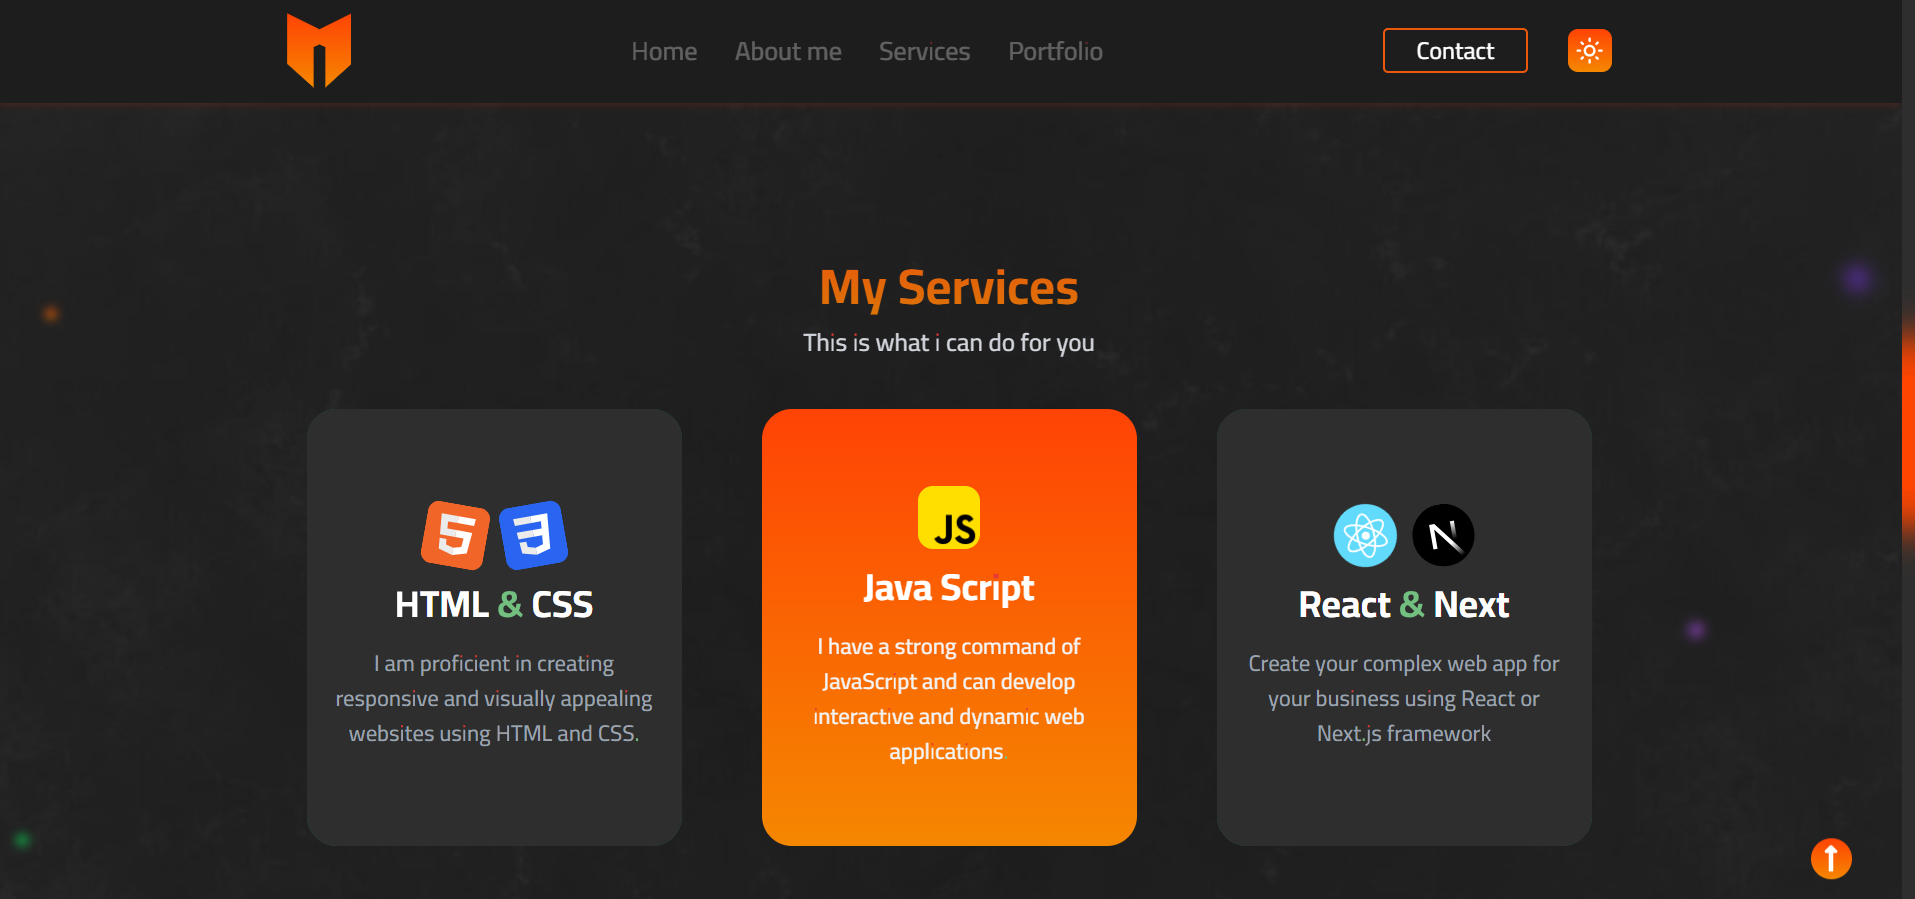 Home About me Services Portfolio Contact
My Services
This is what i can do for you
JS
HTML & CSS
I am proficient in creating
responsive and visually appealing
websites using HTML and CSS.
Java Script
I have a strong command of
JavaScript and can develop
interactive and dynamic web
applications.
React & Next
Create your complex web app for
your business using React or
Next.js framework